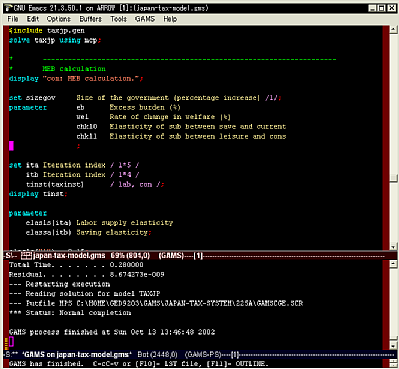 GNU Emacs 21.3.50.1 on ARROW [1]:(japan-tax-model.gms)
File Edit Options Buffers Tools GAMS Help
$include taxjp.gen
solve taxjp using mcp;
* MEB calculation
display "com: MEB calculation.";
set sizegov Size of the government (percentage increase) /1/;
parameter eb Excess burden (%)
wel Rate of change in welfare (%)
chk10 Elasticity of sub between save and current
chk11 Elasticity of sub between leisure and cons
;
set ita Iteration index / 1*5 /
itb Iteration index / 1*4 /
tinst(taxinst) / lab, con /;
display tinst;
parameter
elasls(ita) Labor supply elasticity
elassa(itb) Saving elasticity;
japan-tax-model.gms 69% (804,0) (GAMS)----[1]
Total Time. . . . . . . 0.280000
Residual. . . . . . . . 8.674273e-009
--- Restarting execution
--- Reading solution for model TAXJP
--- Putfile MPS C:\HOME\GED9203\GAMS\JAPAN-TAX-SYSTEM\225A\GAMSCGE.SCR
*** Status: Normal completion
GAMS process finished at Sun Oct 13 13:46:48 2002
*GAMS on japan-tax-model.gms* Bot (2448,0) (GAMS-PS)----[1]
GAMS has finished. C-cC-v or [F10]= LST file, [F11]= OUTLINE.